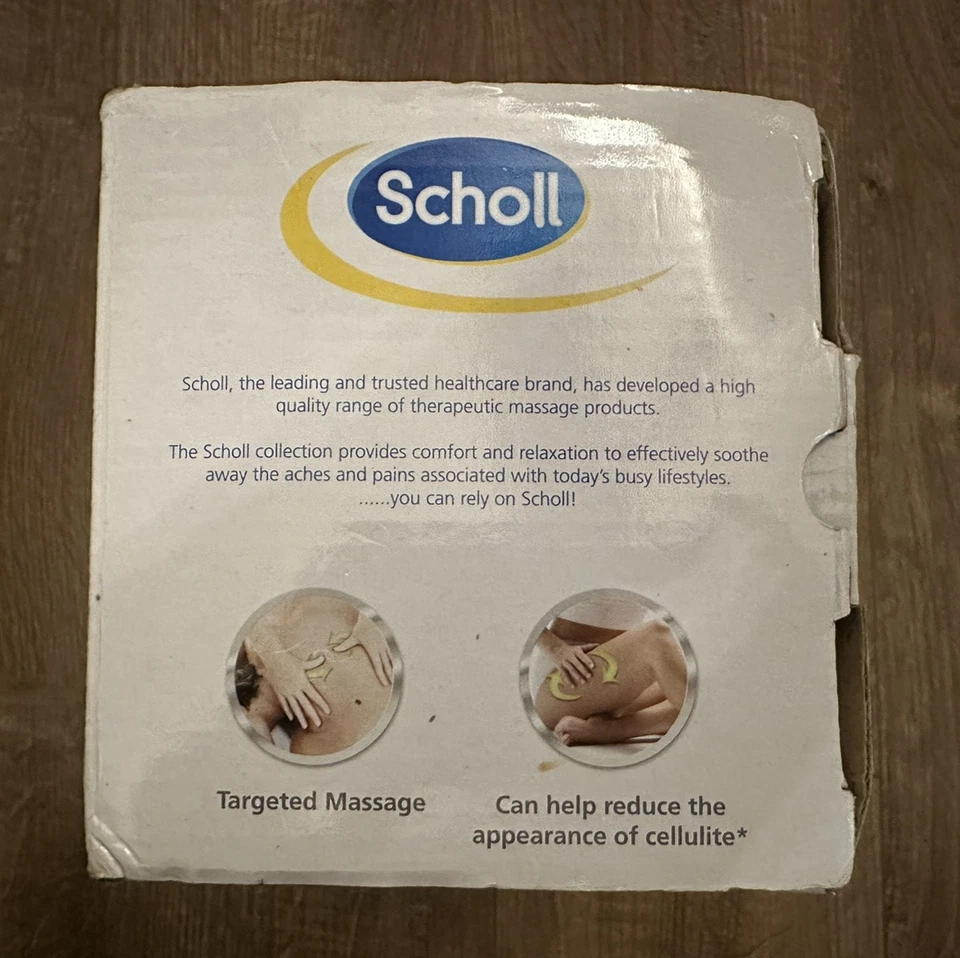 Scholl
Scholl, the leading and trusted healthcare brand, has developed a high
quality range of therapeutic massage products.
The Scholl collection provides comfort and relaxation to effectively soothe
away the aches and pains associated with today's busy lifestyles.
......you can rely on Scholl!
Targeted Massage
Can help reduce the
appearance of cellulite*